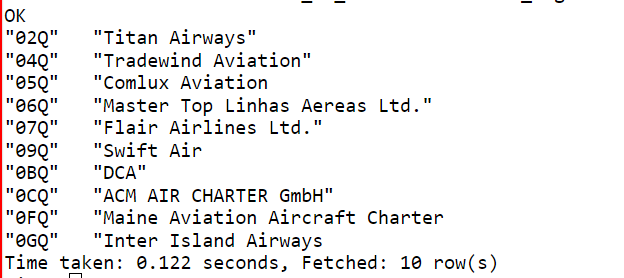 OK
"02Q" "Titan Airways"
"04Q" "Tradewind Aviation"
"05Q" "Comlux Aviation
"06Q" "Master Top Linhas Aereas Ltd."
"07Q" "Flair Airlines Ltd."
"09Q" "Swift Air
"0BQ" "DCA"
"0CQ" "ACM AIR CHARTER GmbH"
"0FQ" "Maine Aviation Aircraft Charter
"0GQ" "Inter Island Airways
Time taken: 0.122 seconds, Fetched: 10 row(s)